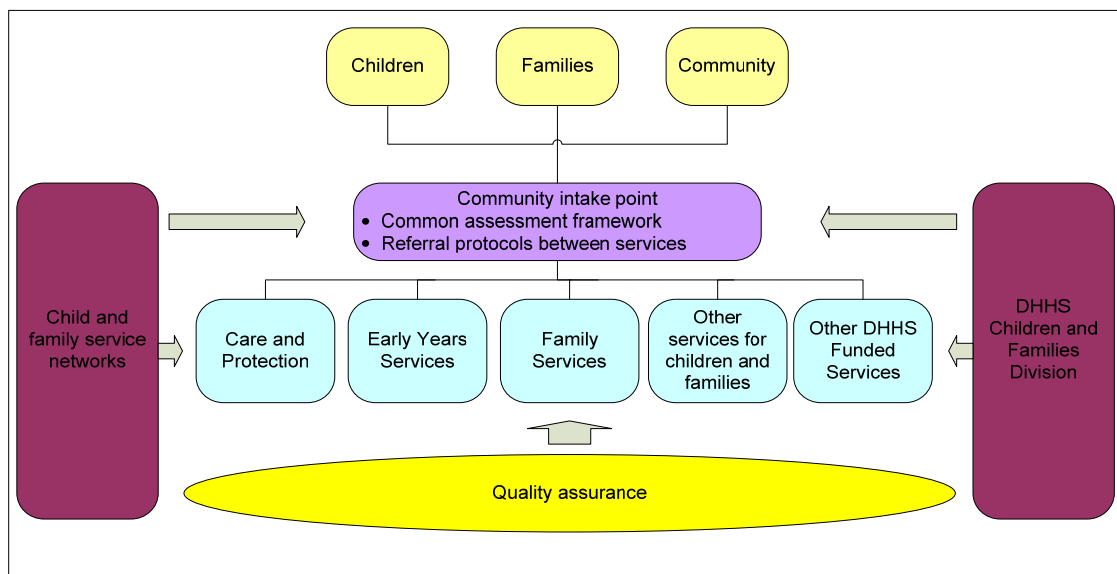 Children
Families
Community
Community intake point
• Common assessment framework
• Referral protocols between services
Child and
family service
networks
Care and
Protection
Early Years
Services
Family
Services
Other
services for
children and
families
Other DHHS
Funded
Services
DHHS
Children and
Families
Division
Quality assurance